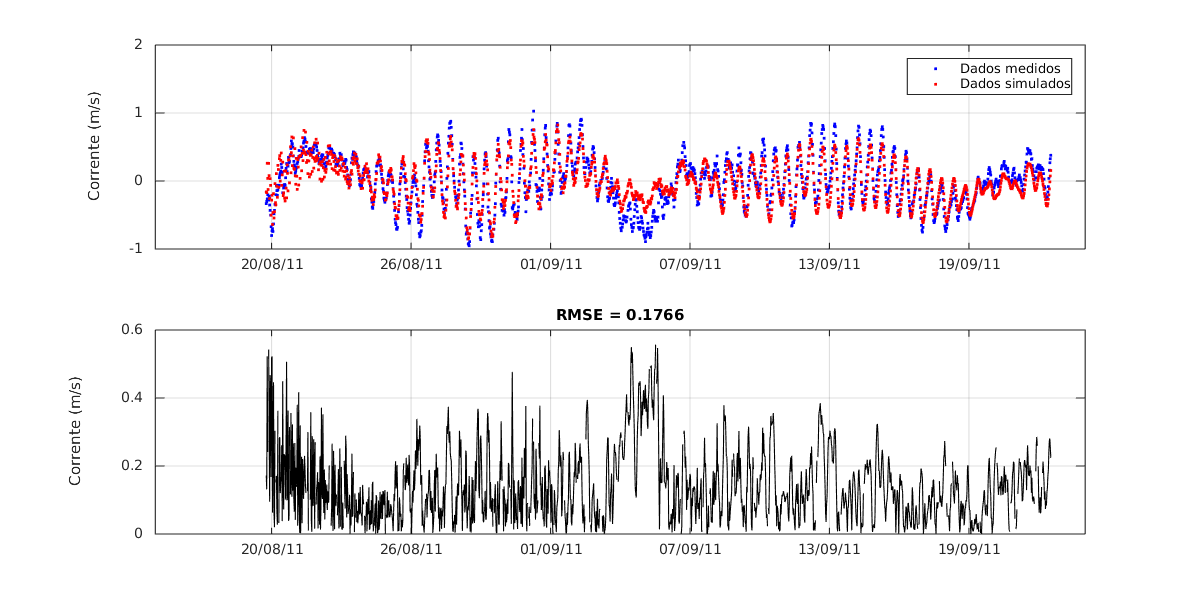 2
1
0
-1
Corrente (m/s)
Dados medidos
Dados simulados
20/08/11 26/08/11 01/09/11 07/09/11 13/09/11 19/09/11
RMSE = 0.1766
0.6
0.4
0.2
0
Corrente (m/s)
20/08/11 26/08/11 01/09/11 07/09/11 13/09/11 19/09/11